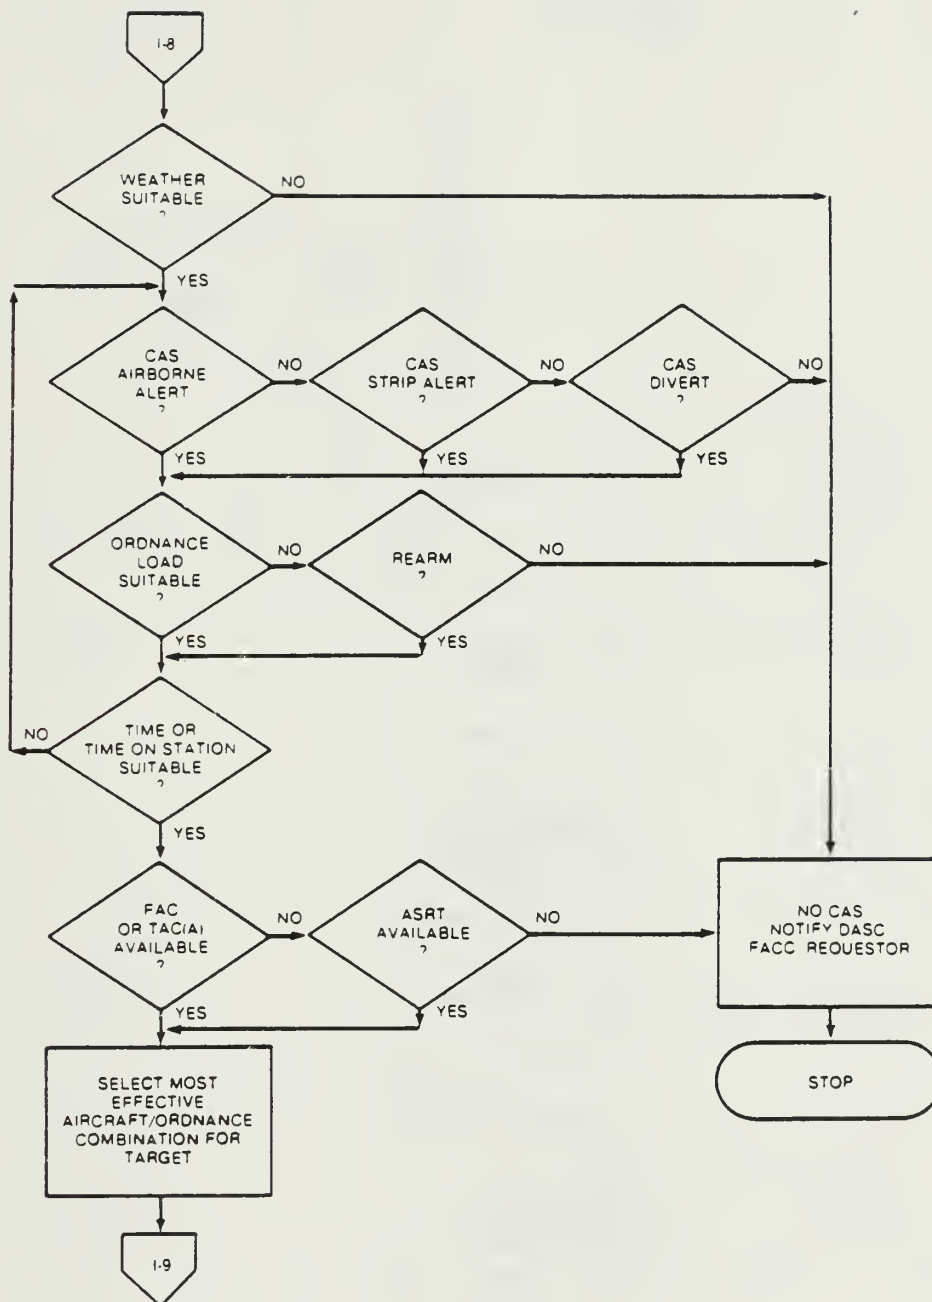 1-8
WEATHER
SUITABLE
?
NO
YES
CAS
AIRBORNE
ALERT
?
NO
CAS
STRIP ALERT
?
NO
CAS
DIVERT
?
NO
YES
YES
YES
ORDNANCE
LOAD
SUITABLE
?
NO
REARM
?
NO
YES
YES
NO
TIME OR
TIME ON STATION
SUITABLE
?
YES
FAC
OR TAC(A)
AVAILABLE
?
NO
ASRT
AVAILABLE
?
NO
NO CAS
NOTIFY DASC
FACC REQUESTOR
YES
YES
SELECT MOST
EFFECTIVE
AIRCRAFT/ORDNANCE
COMBINATION FOR
TARGET
STOP
1-9